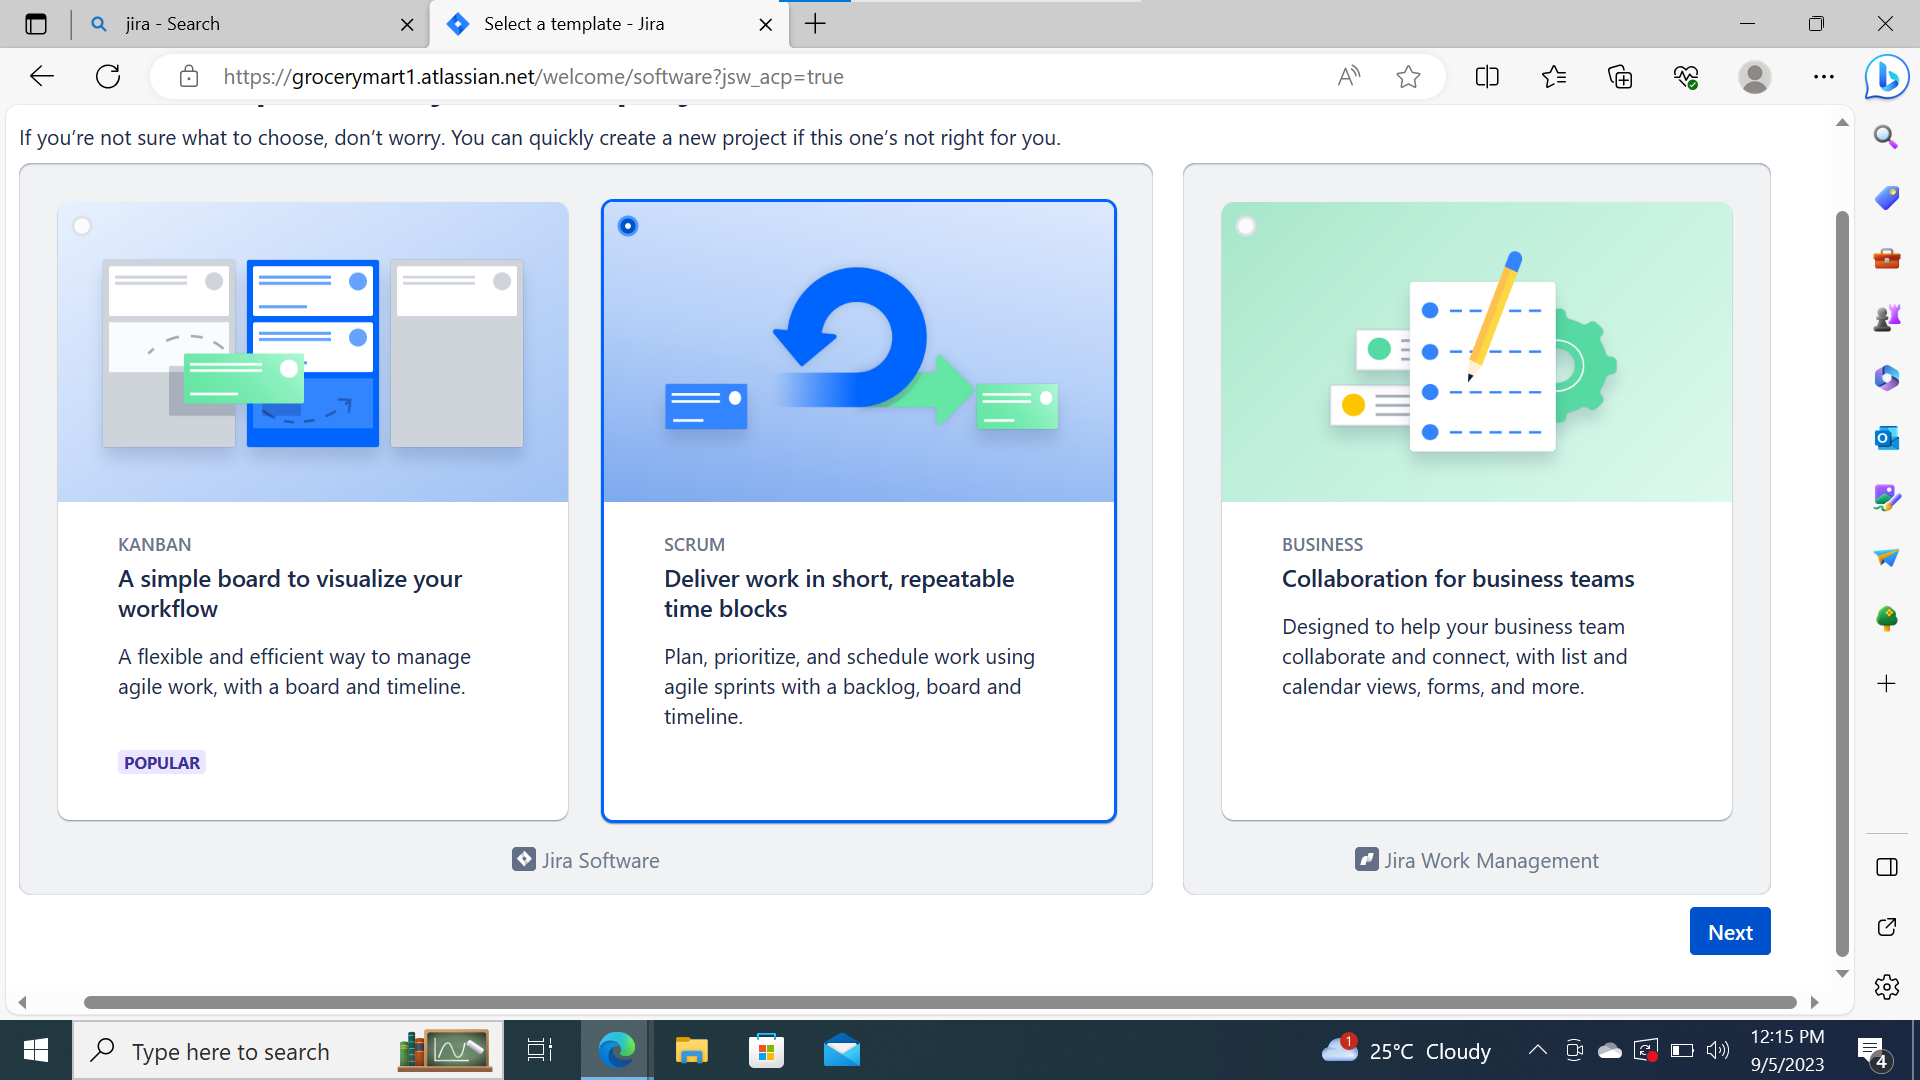 jira - Search
Select a template - Jira
https://grocerymart1.atlassian.net/welcome/software?jsw_acp=true
If you're not sure what to choose, don't worry. You can quickly create a new project if this one's not right for you.
KANBAN
A simple board to visualize your
workflow
A flexible and efficient way to manage
agile work, with a board and timeline.
POPULAR
SCRUM
Deliver work in short, repeatable
time blocks
Plan, prioritize, and schedule work using
agile sprints with a backlog, board and
timeline.
Jira Software
BUSINESS
Collaboration for business teams
Designed to help your business team
collaborate and connect, with list and
calendar views, forms, and more.
Jira Work Management
Next
Type here to search
1
25°C Cloudy
12:15 PM
9/5/2023
4